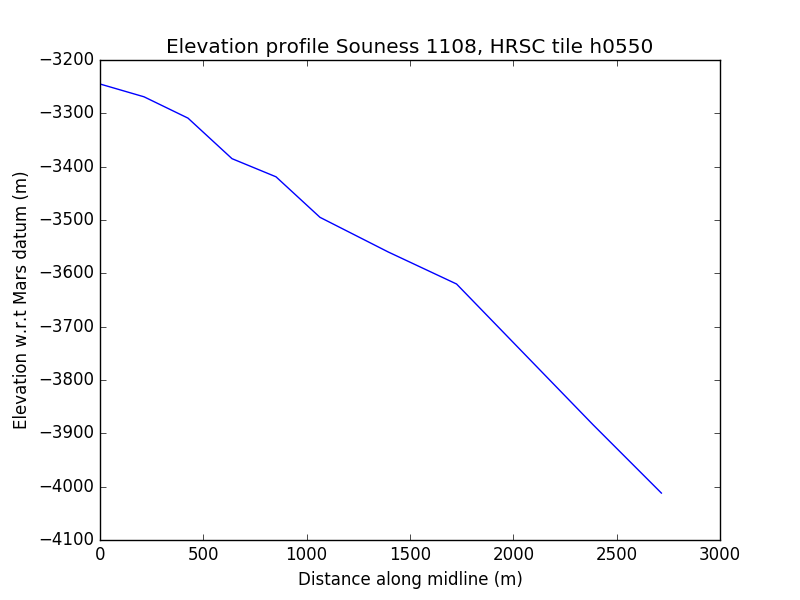 Elevation profile Souness 1108, HRSC tile h0550
−3200
−3300
−3400
−3500
−3600
−3700
−3800
−3900
−4000
−4100
Elevation w.r.t Mars datum (m)
0 500 1000 1500 2000 2500 3000
Distance along midline (m)